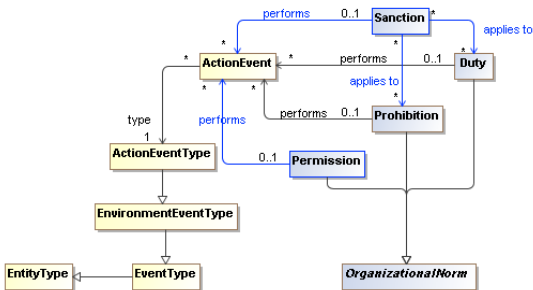 performs 0..1 Sanction * applies to
* * *
* ActionEvent * performs 0..1 Duty
* * applies to *
type performs * performs 0..1 Prohibition
1 0..1 Permission
ActionEventType
EnvironmentEventType
EntityType EventType OrganizationalNorm